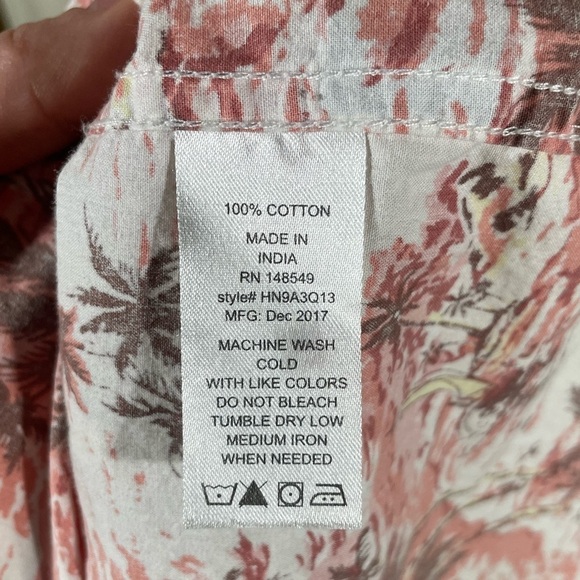 100% COTTON
MADE IN
INDIA
RN 148549
style# HN9A3Q13
MFG: Dec 2017
MACHINE WASH
COLD
WITH LIKE COLORS
DO NOT BLEACH
TUMBLE DRY LOW
MEDIUM IRON
WHEN NEEDED